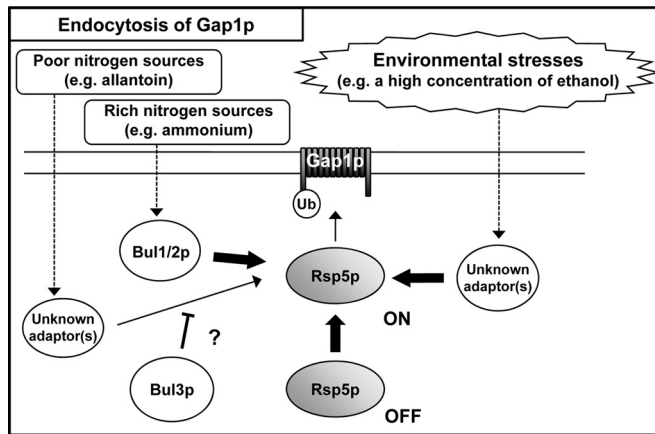 Endocytosis of Gap1p
Poor nitrogen sources
(e.g. allantoin)
Rich nitrogen sources
(e.g. ammonium)
Environmental stresses
(e.g. a high concentration of ethanol)
Gap1p
Ub
Bul1/2p
Rsp5p
Unknown
adaptor(s)
ON
Unknown
adaptor(s)
?
Bul3p
Rsp5p
OFF